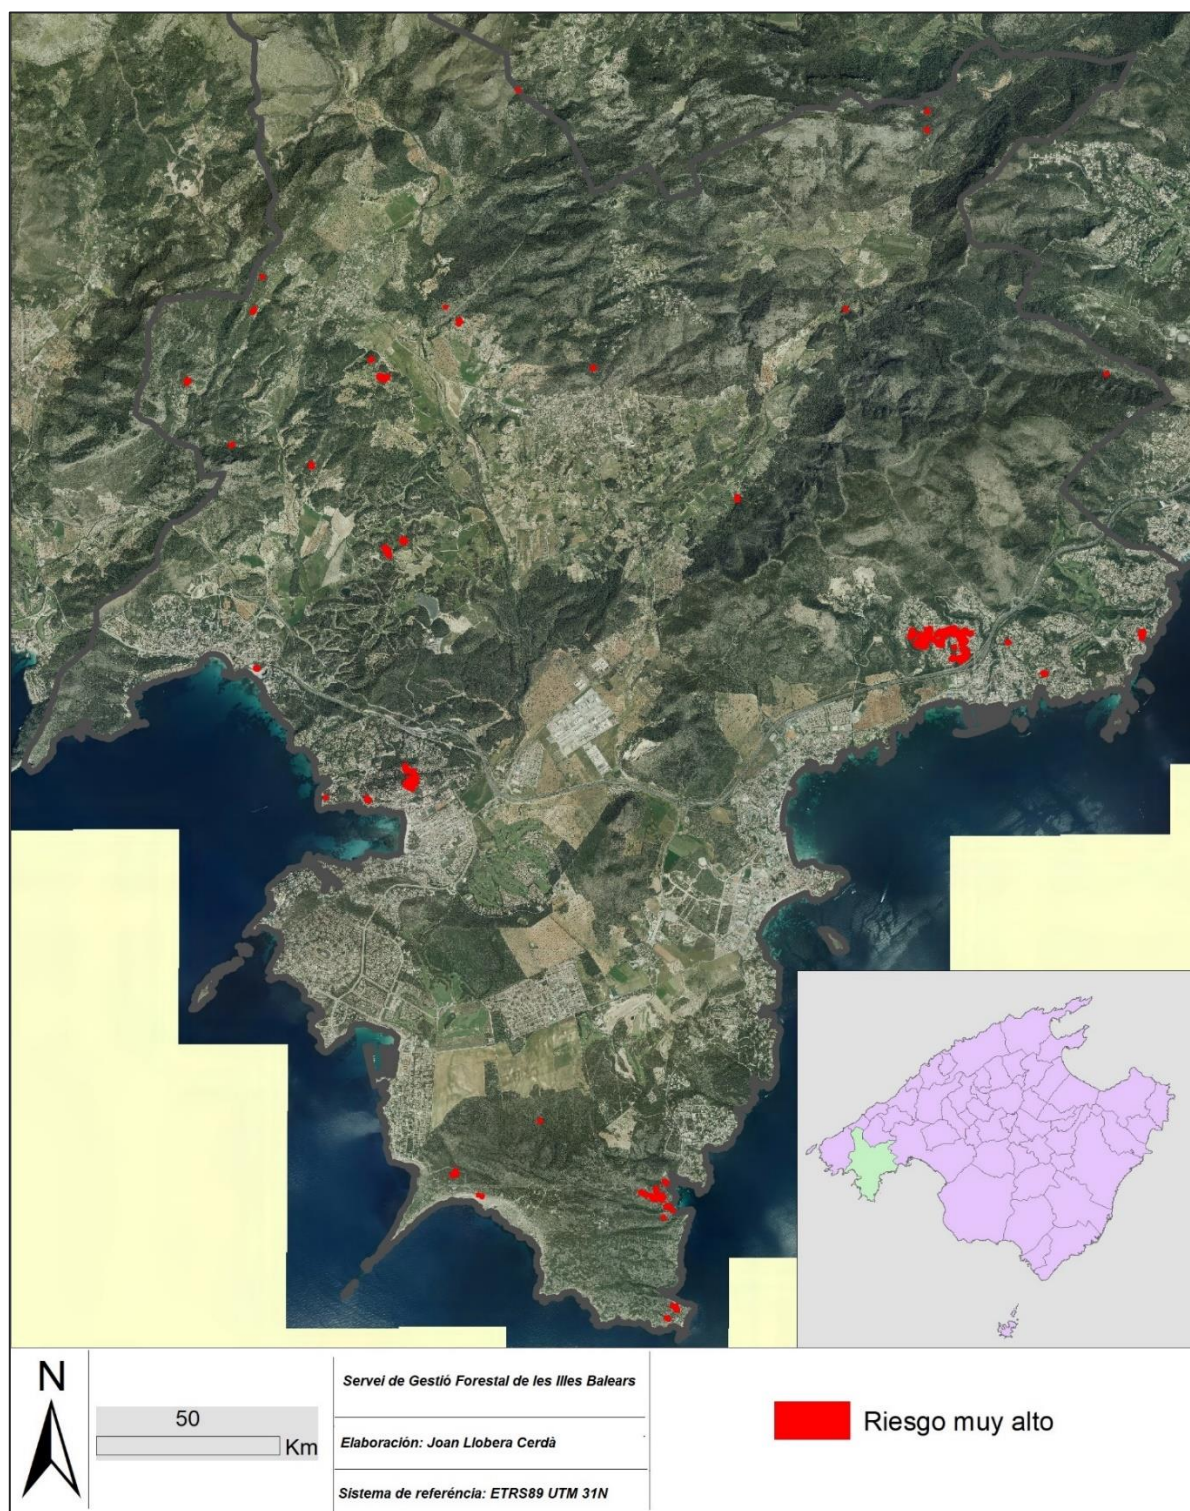 N
50
Km
Servei de Gestió Forestal de les Illes Balears
Elaboración: Joan Llobera Cerdà
Sistema de referéncia: ETRS89 UTM 31N
Riesgo muy alto